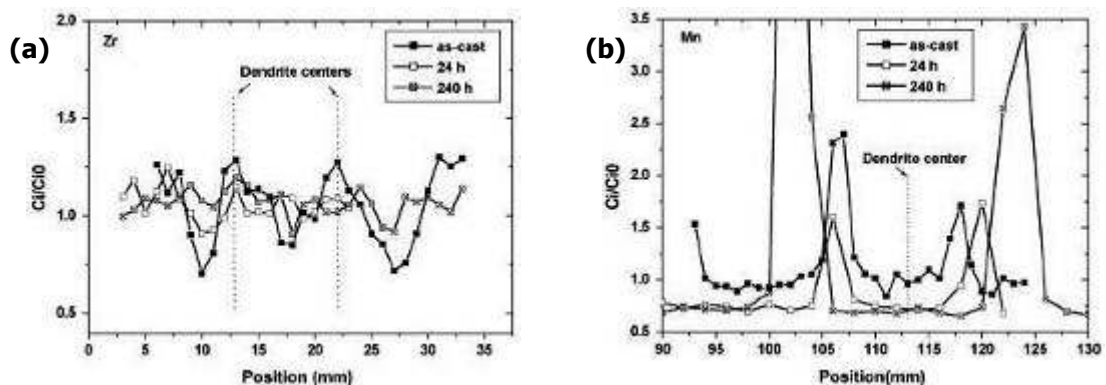 (a)
Zr
as-cast
24 h
240 h
Dendrite centers
2.0
1.5
1.0
0.5
Ci/Ci0
0 5 10 15 20 25 30 35
Position (mm)
(b)
Mn
as-cast
24 h
240 h
Dendrite center
3.5
3.0
2.5
2.0
1.5
1.0
0.5
Ci/Ci0
90 95 100 105 110 115 120 125 130
Position(mm)